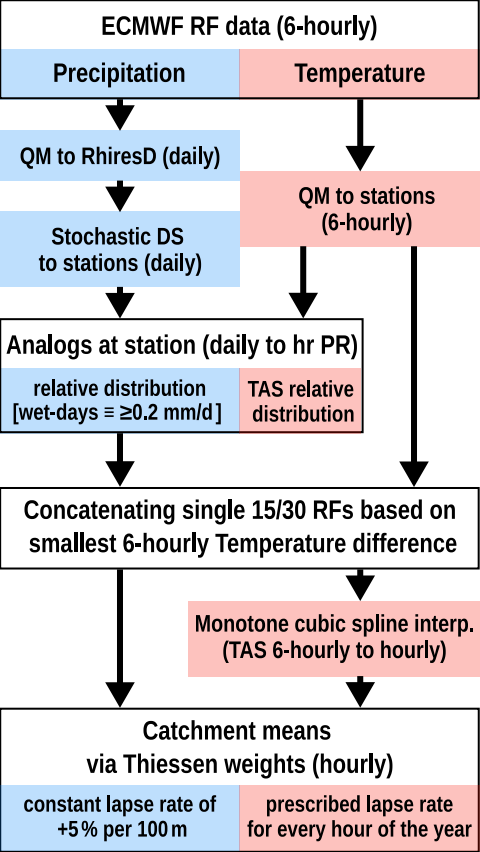 ECMWF RF data (6-hourly)
Precipitation
Temperature
QM to RhiresD (daily)
QM to stations
(6-hourly)
Stochastic DS
to stations (daily)
Analogs at station (daily to hr PR)
relative distribution
[wet-days ≡ ≥0.2 mm/d]
TAS relative
distribution
Concatenating single 15/30 RFs based on
smallest 6-hourly Temperature difference
Monotone cubic spline interp.
(TAS 6-hourly to hourly)
Catchment means
via Thiessen weights (hourly)
constant lapse rate of
+5% per 100m
prescribed lapse rate
for every hour of the year